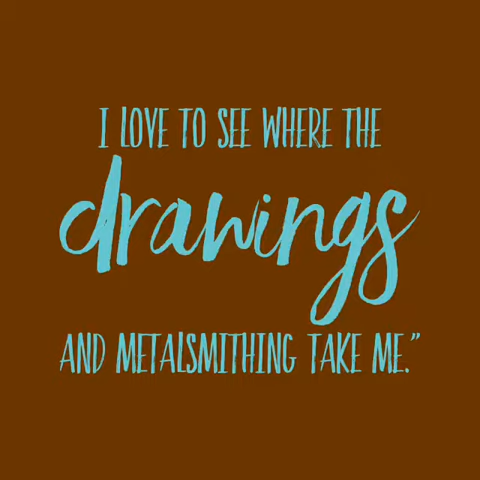 I LOVE TO SEE WHERE THE
drawings
AND METALSMITHING TAKE ME.”